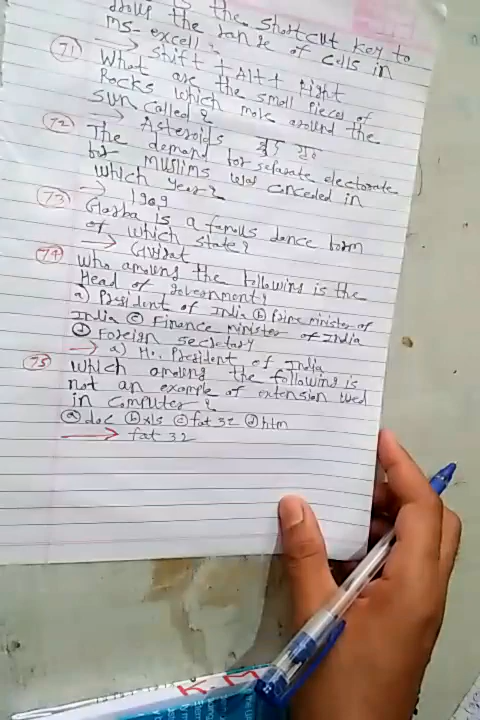 is the shortcut key to
group the range of cells in
MS-excell?
→ Shift + Alt + Right
71 What are the small pieces of
Rocks which move around the
Sun called?
→ Asteroids
72 The demand for separate electorate
for Muslims was conceded in
which year?
→ 1909
73 Garba is a famous dance form
of which state?
→ Gujrat
74 Who among the following is the
Head of government?
a) President of India b) Prime minister of
India c) Finance minister of India
d) Foreign secretary
→ a) President of India
75 Which among the following is
not an example of extension used
in computer?
a) doc b) xls c) fat 32 d) htm
→ fat 32
K.M